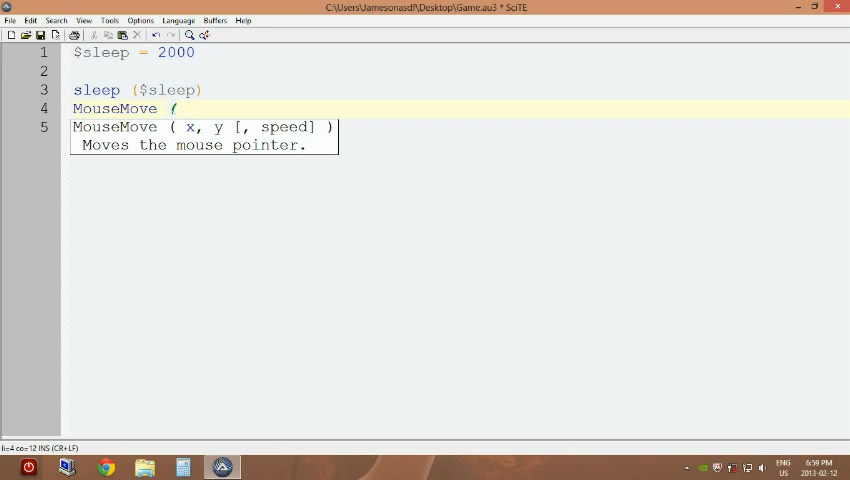 C:\Users\Jamesonasdf\Desktop\Game.au3 * SciTE
File Edit Search View Tools Options Language Buffers Help
1 $sleep = 2000
2
3 sleep ($sleep)
4 MouseMove (
5 MouseMove ( x, y [, speed] )
Moves the mouse pointer.
li=4 co=12 INS (CR+LF)
ENG 6:59 PM
US 2013-02-12